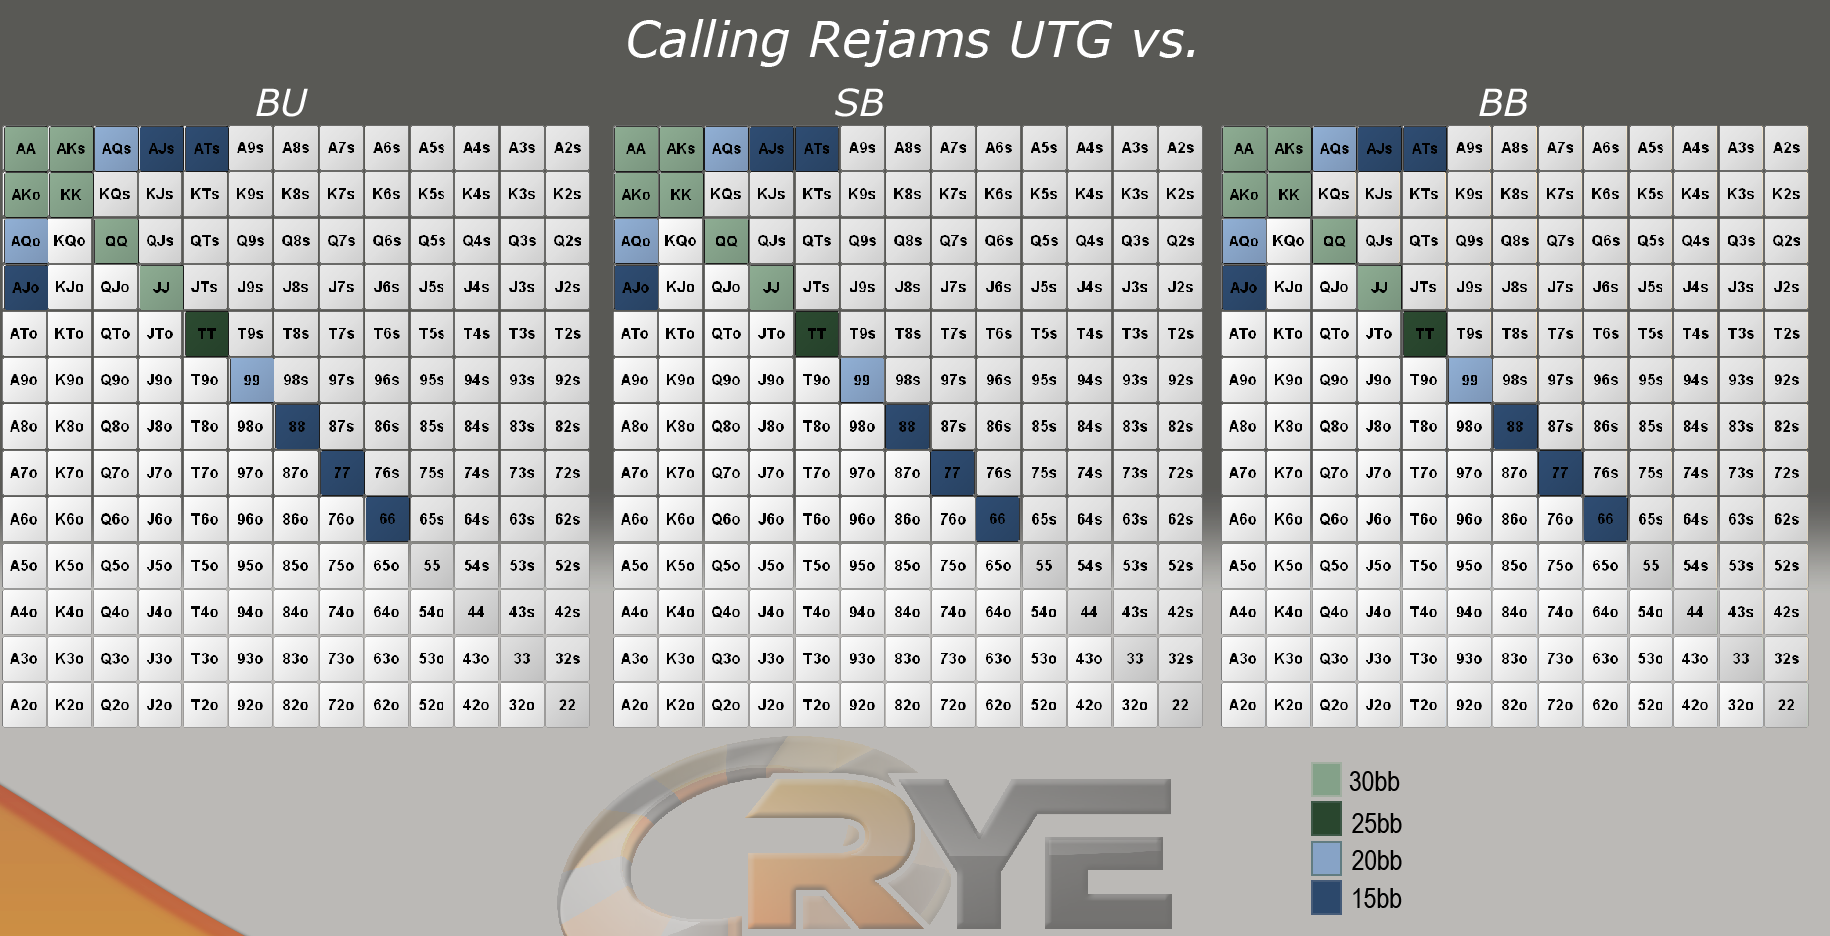 Calling Rejams UTG vs.
BU SB BB
AA AKs AQs AJs ATs A9s A8s A7s A6s A5s A4s A3s A2s AA AKs AQs AJs ATs A9s A8s A7s A6s A5s A4s A3s A2s AA AKs AQs AJs ATs A9s A8s A7s A6s A5s A4s A3s A2s
AKo KK KQs KJs KTs K9s K8s K7s K6s K5s K4s K3s K2s AKo KK KQs KJs KTs K9s K8s K7s K6s K5s K4s K3s K2s AKo KK KQs KJs KTs K9s K8s K7s K6s K5s K4s K3s K2s
AQo KQo QQ QJs QTs Q9s Q8s Q7s Q6s Q5s Q4s Q3s Q2s AQo KQo QQ QJs QTs Q9s Q8s Q7s Q6s Q5s Q4s Q3s Q2s AQo KQo QQ QJs QTs Q9s Q8s Q7s Q6s Q5s Q4s Q3s Q2s
AJo KJo QJo JJ JTs J9s J8s J7s J6s J5s J4s J3s J2s AJo KJo QJo JJ JTs J9s J8s J7s J6s J5s J4s J3s J2s AJo KJo QJo JJ JTs J9s J8s J7s J6s J5s J4s J3s J2s
ATo KTo QTo JTo TT T9s T8s T7s T6s T5s T4s T3s T2s ATo KTo QTo JTo TT T9s T8s T7s T6s T5s T4s T3s T2s ATo KTo QTo JTo TT T9s T8s T7s T6s T5s T4s T3s T2s
A9o K9o Q9o J9o T9o 99 98s 97s 96s 95s 94s 93s 92s A9o K9o Q9o J9o T9o 99 98s 97s 96s 95s 94s 93s 92s A9o K9o Q9o J9o T9o 99 98s 97s 96s 95s 94s 93s 92s
A8o K8o Q8o J8o T8o 98o 88 87s 86s 85s 84s 83s 82s A8o K8o Q8o J8o T8o 98o 88 87s 86s 85s 84s 83s 82s A8o K8o Q8o J8o T8o 98o 88 87s 86s 85s 84s 83s 82s
A7o K7o Q7o J7o T7o 97o 87o 77 76s 75s 74s 73s 72s A7o K7o Q7o J7o T7o 97o 87o 77 76s 75s 74s 73s 72s A7o K7o Q7o J7o T7o 97o 87o 77 76s 75s 74s 73s 72s
A6o K6o Q6o J6o T6o 96o 86o 76o 66 65s 64s 63s 62s A6o K6o Q6o J6o T6o 96o 86o 76o 66 65s 64s 63s 62s A6o K6o Q6o J6o T6o 96o 86o 76o 66 65s 64s 63s 62s
A5o K5o Q5o J5o T5o 95o 85o 75o 65o 55 54s 53s 52s A5o K5o Q5o J5o T5o 95o 85o 75o 65o 55 54s 53s 52s A5o K5o Q5o J5o T5o 95o 85o 75o 65o 55 54s 53s 52s
A4o K4o Q4o J4o T4o 94o 84o 74o 64o 54o 44 43s 42s A4o K4o Q4o J4o T4o 94o 84o 74o 64o 54o 44 43s 42s A4o K4o Q4o J4o T4o 94o 84o 74o 64o 54o 44 43s 42s
A3o K3o Q3o J3o T3o 93o 83o 73o 63o 53o 43o 33 32s A3o K3o Q3o J3o T3o 93o 83o 73o 63o 53o 43o 33 32s A3o K3o Q3o J3o T3o 93o 83o 73o 63o 53o 43o 33 32s
A2o K2o Q2o J2o T2o 92o 82o 72o 62o 52o 42o 32o 22 A2o K2o Q2o J2o T2o 92o 82o 72o 62o 52o 42o 32o 22 A2o K2o Q2o J2o T2o 92o 82o 72o 62o 52o 42o 32o 22
RYE
30bb
25bb
20bb
15bb